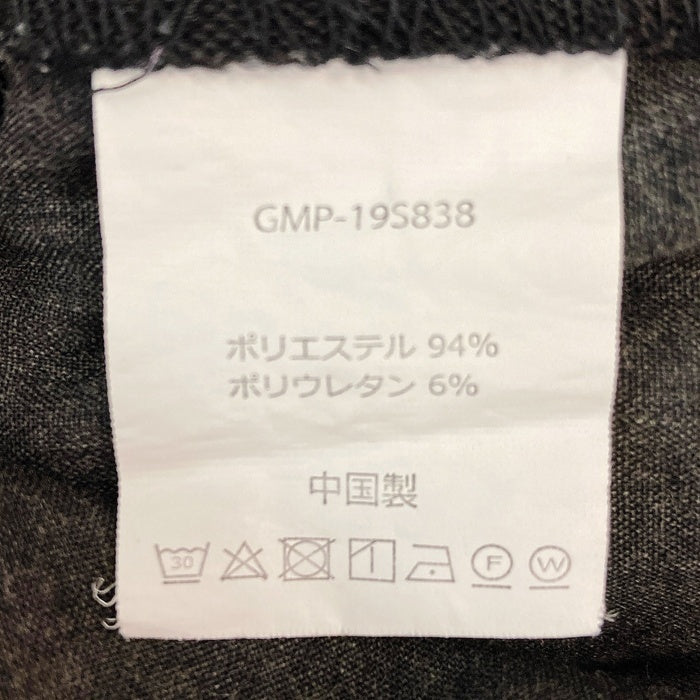 GMP-19S838
ポリエステル 94%
ポリウレタン 6%
中国製
30 F W